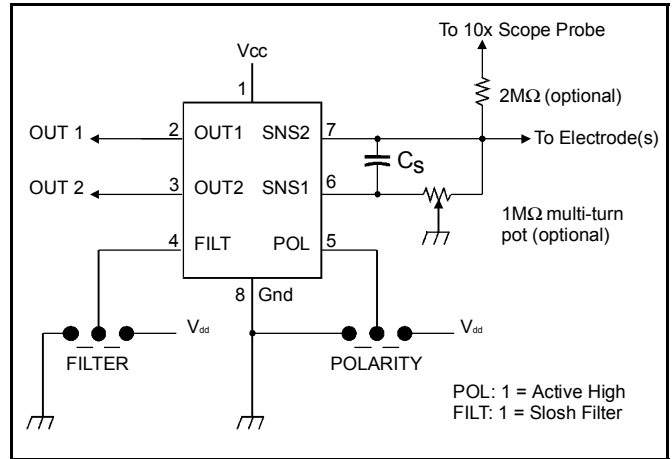 To 10x Scope Probe
Vcc
1
2MΩ (optional)
OUT 1
2
OUT1
SNS2
7
To Electrode(s)
CS
OUT 2
3
OUT2
SNS1
6
1MΩ multi-turn
pot (optional)
4
FILT
POL
5
8
Gnd
Vdd
Vdd
FILTER
POLARITY
POL: 1 = Active High
FILT: 1 = Slosh Filter